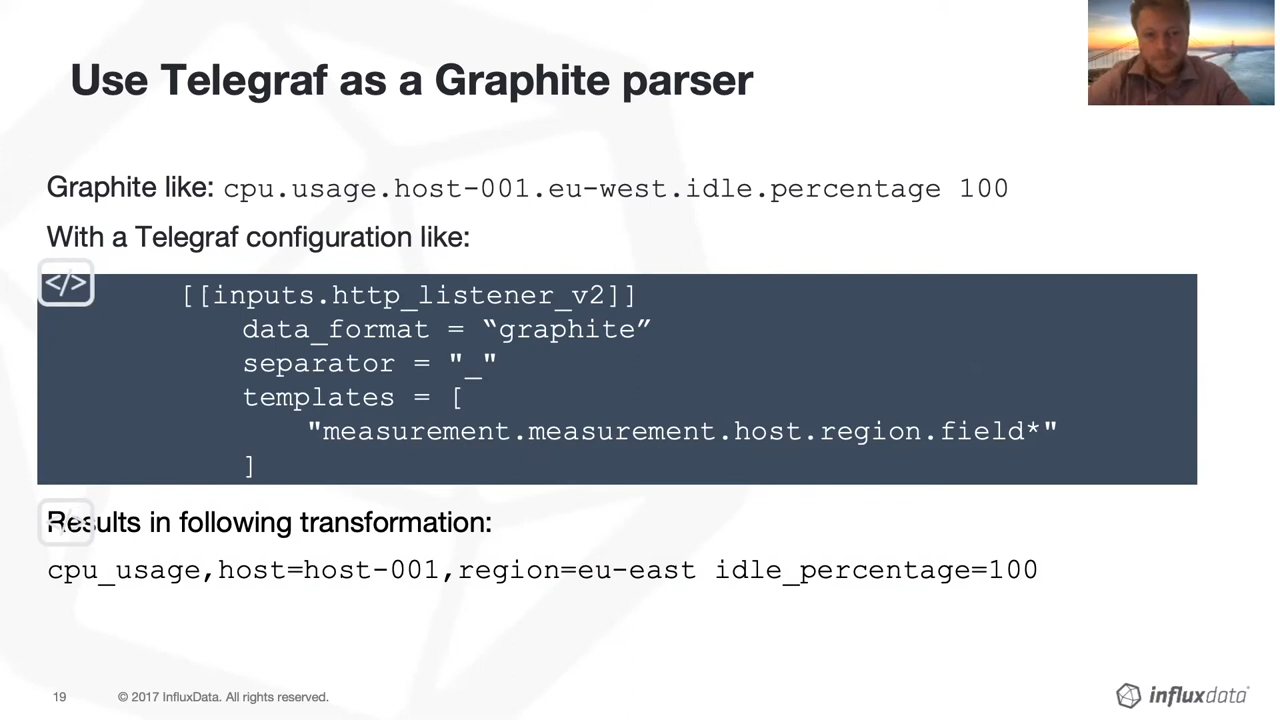 Use Telegraf as a Graphite parser
Graphite like: cpu.usage.host-001.eu-west.idle.percentage 100
With a Telegraf configuration like:
</>
[[inputs.http_listener_v2]]
data_format = “graphite”
separator = "_"
templates = [
"measurement.measurement.host.region.field*"
]
Results in following transformation:
cpu_usage,host=host-001,region=eu-east idle_percentage=100
19 © 2017 InfluxData. All rights reserved.
influxdata